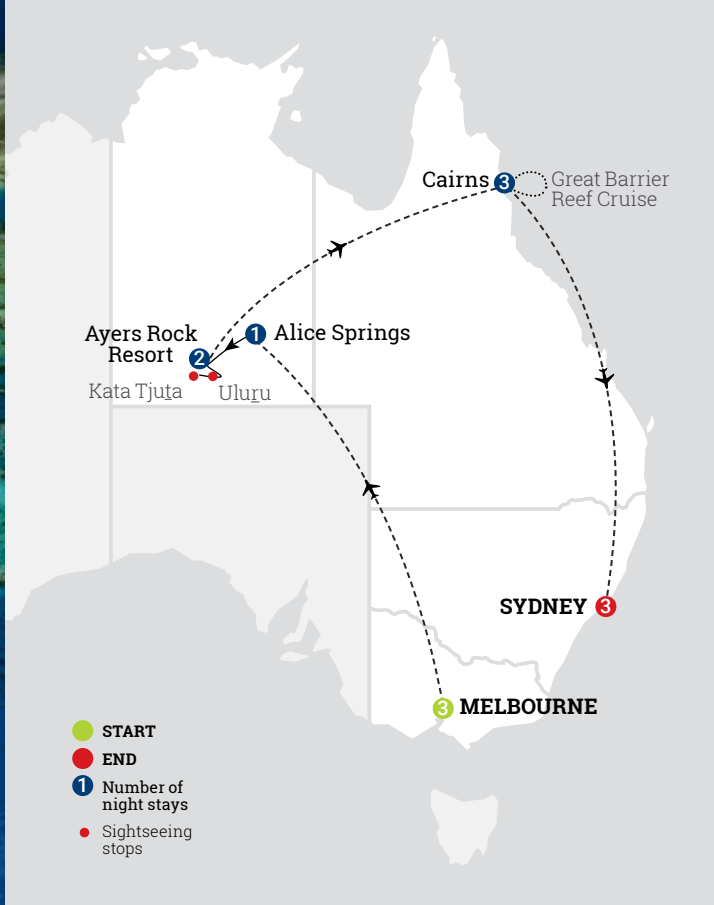 Cairns 3
Great Barrier
Reef Cruise
Ayers Rock
Resort
2
1 Alice Springs
Kata Tjuṯa
Uluṟu
SYDNEY 3
3 MELBOURNE
START
END
1 Number of
night stays
Sightseeing
stops